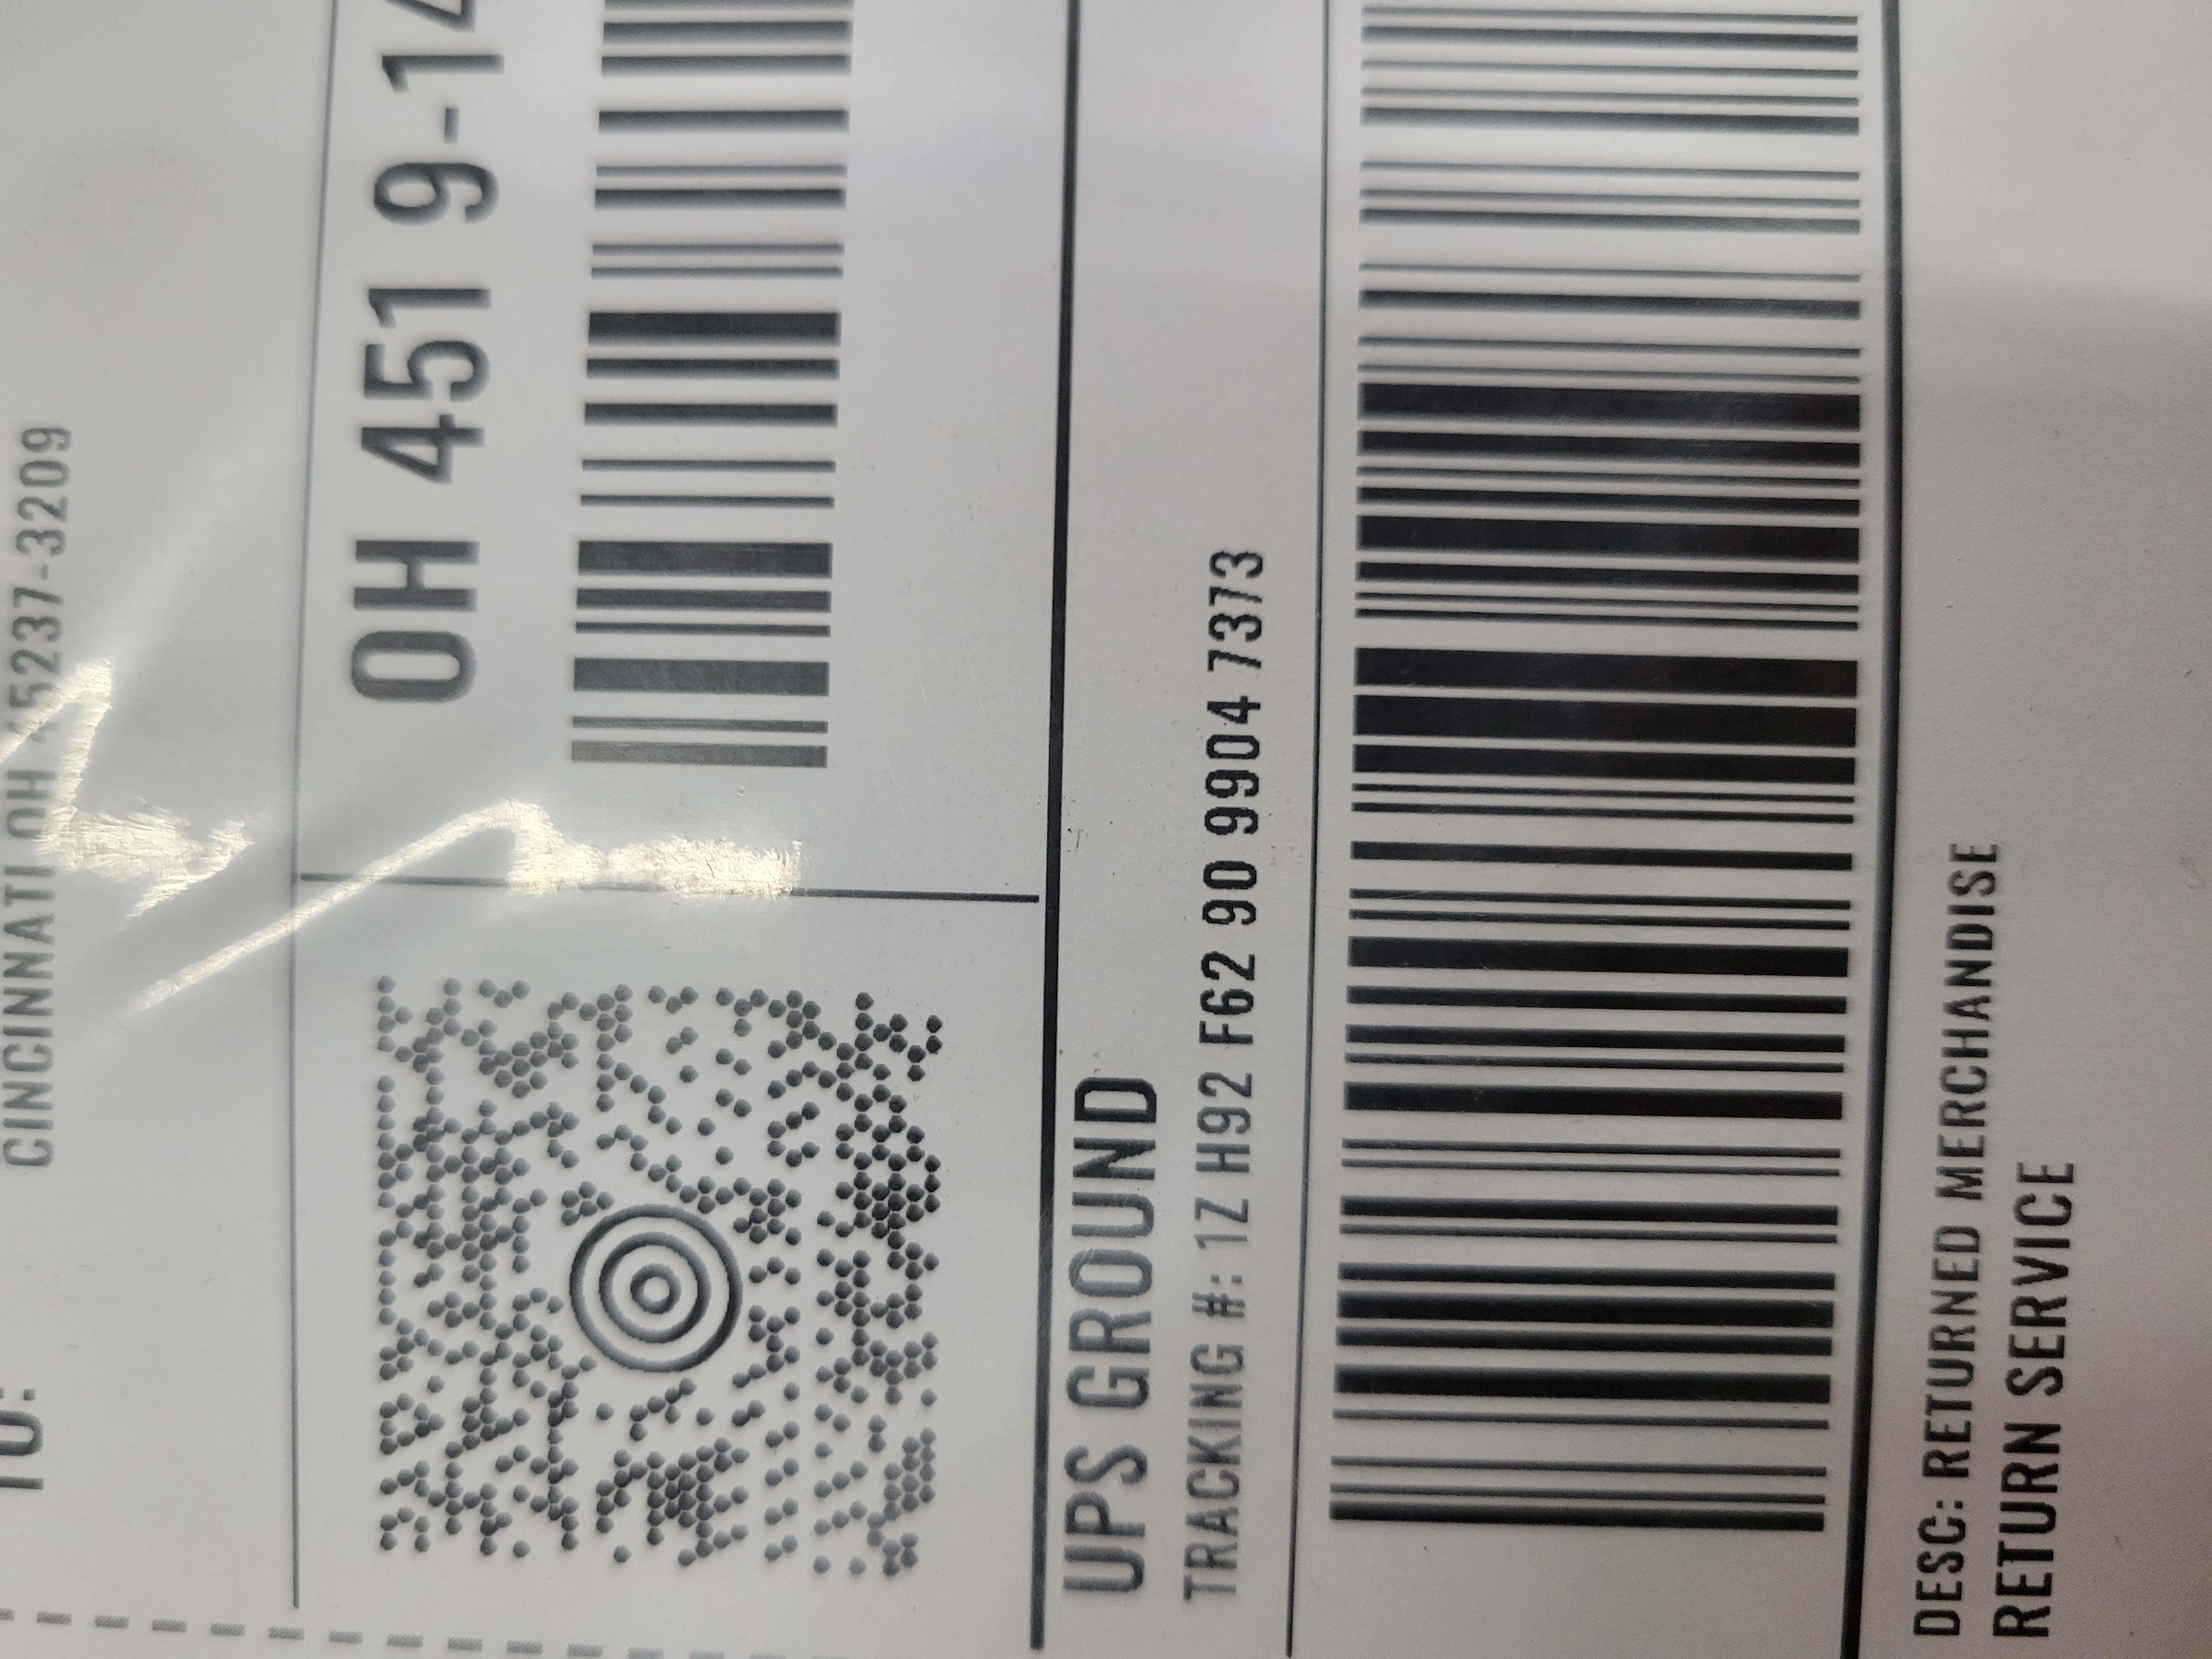 TO:
CINCINNATI OH 45237-3209
OH 451 9-14
UPS GROUND
TRACKING #: 1Z H92 F62 90 9904 7373
DESC: RETURNED MERCHANDISE
RETURN SERVICE